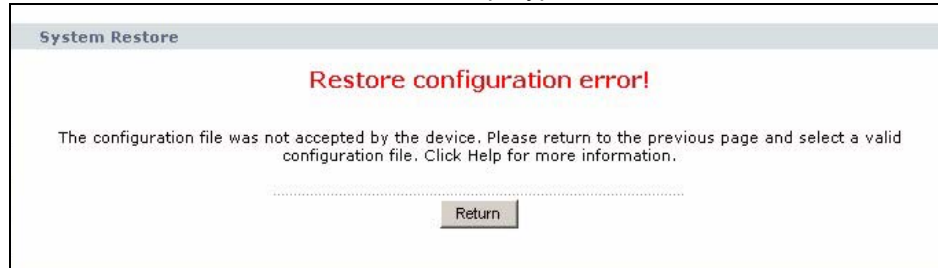 System Restore
Restore configuration error!
The configuration file was not accepted by the device. Please return to the previous page and select a valid
configuration file. Click Help for more information.
Return